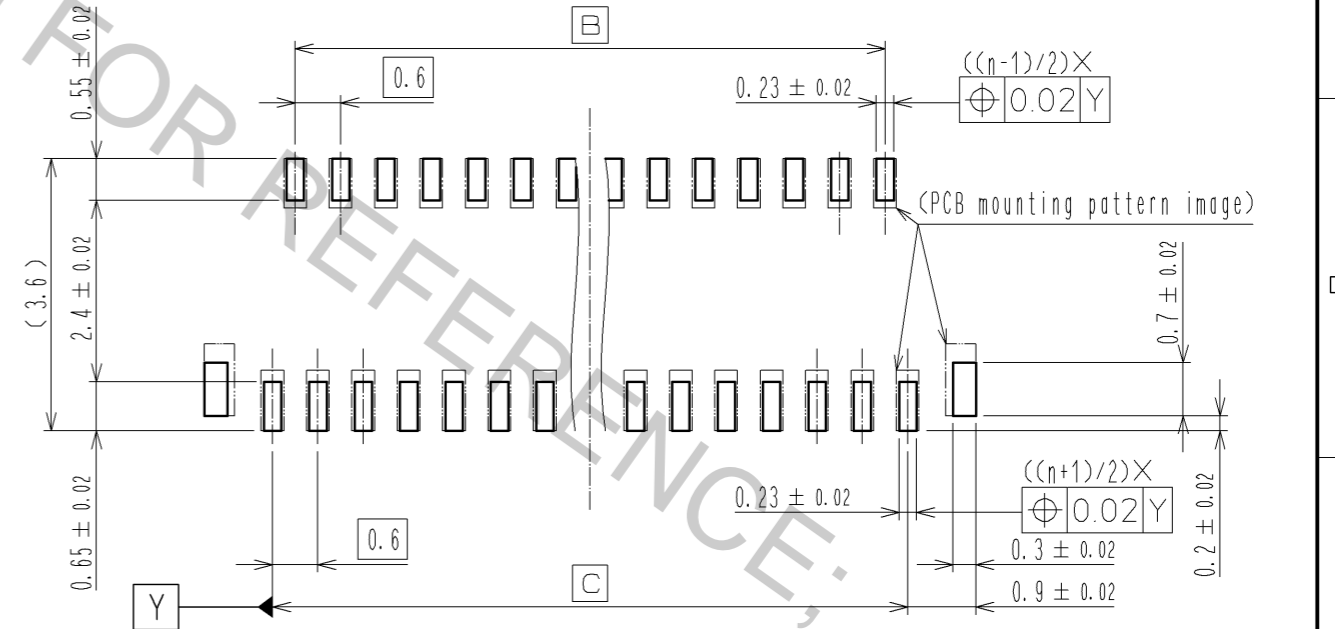 FOR REFERENCE;
B
0.6
0.23 ± 0.02
((n-1)/2)X
⌖ 0.02 Y
0.55 ± 0.02
(PCB mounting pattern image)
(3.6)
2.4 ± 0.02
0.7 ± 0.02
0.65 ± 0.02
0.6
0.23 ± 0.02
((n+1)/2)X
⌖ 0.02 Y
0.3 ± 0.02
0.2 ± 0.02
0.9 ± 0.02
C
Y